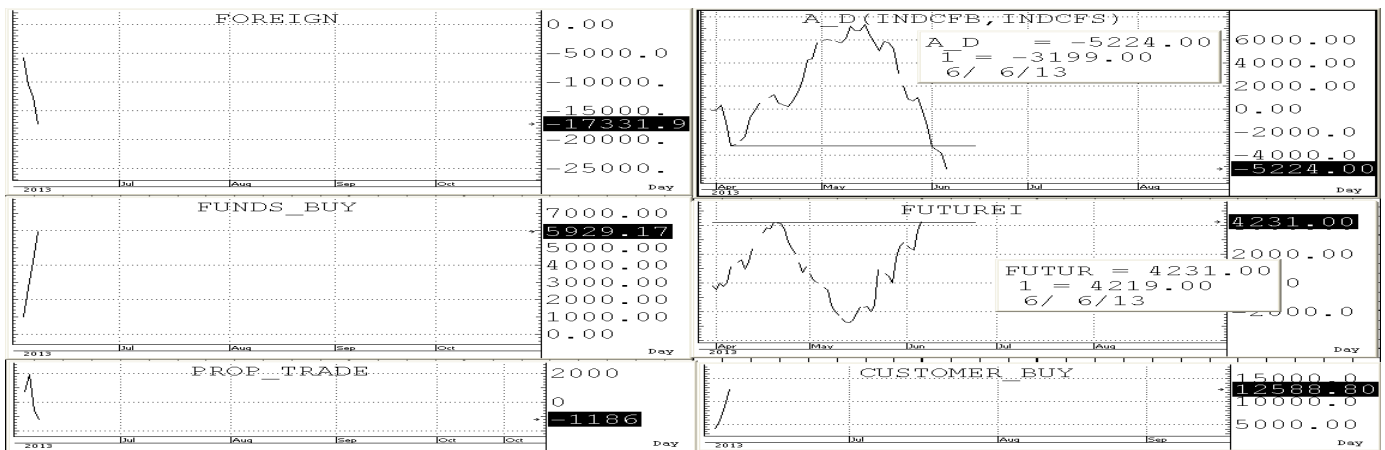 FOREIGN
0.00
-5000.0
-10000.
-15000.
-17331.9
-20000.
-25000.
2013 Jul Aug Sep Oct
Day
A_D(INDCFB,INDCFS)
A_D = -5224.00
1 = -3199.00
6/ 6/13
6000.00
4000.00
2000.00
0.00
-2000.0
-4000.0
-5224.00
Apr May Jun Jul Aug
2013
Day
FUNDS_BUY
7000.00
5929.17
5000.00
4000.00
3000.00
2000.00
1000.00
0.00
2013 Jul Aug Sep Oct
Day
FUTUREI
4231.00
2000.00
FUTUR = 4231.00
1 = 4219.00
6/ 6/13
Apr May Jun Jul Aug
2013
Day
PROP_TRADE
2000
0
-1186
2013 Jul Aug Sep Oct Oct
Day
CUSTOMER_BUY
15000.0
12588.80
10000.0
5000.00
2013 Jul Aug Sep
Day